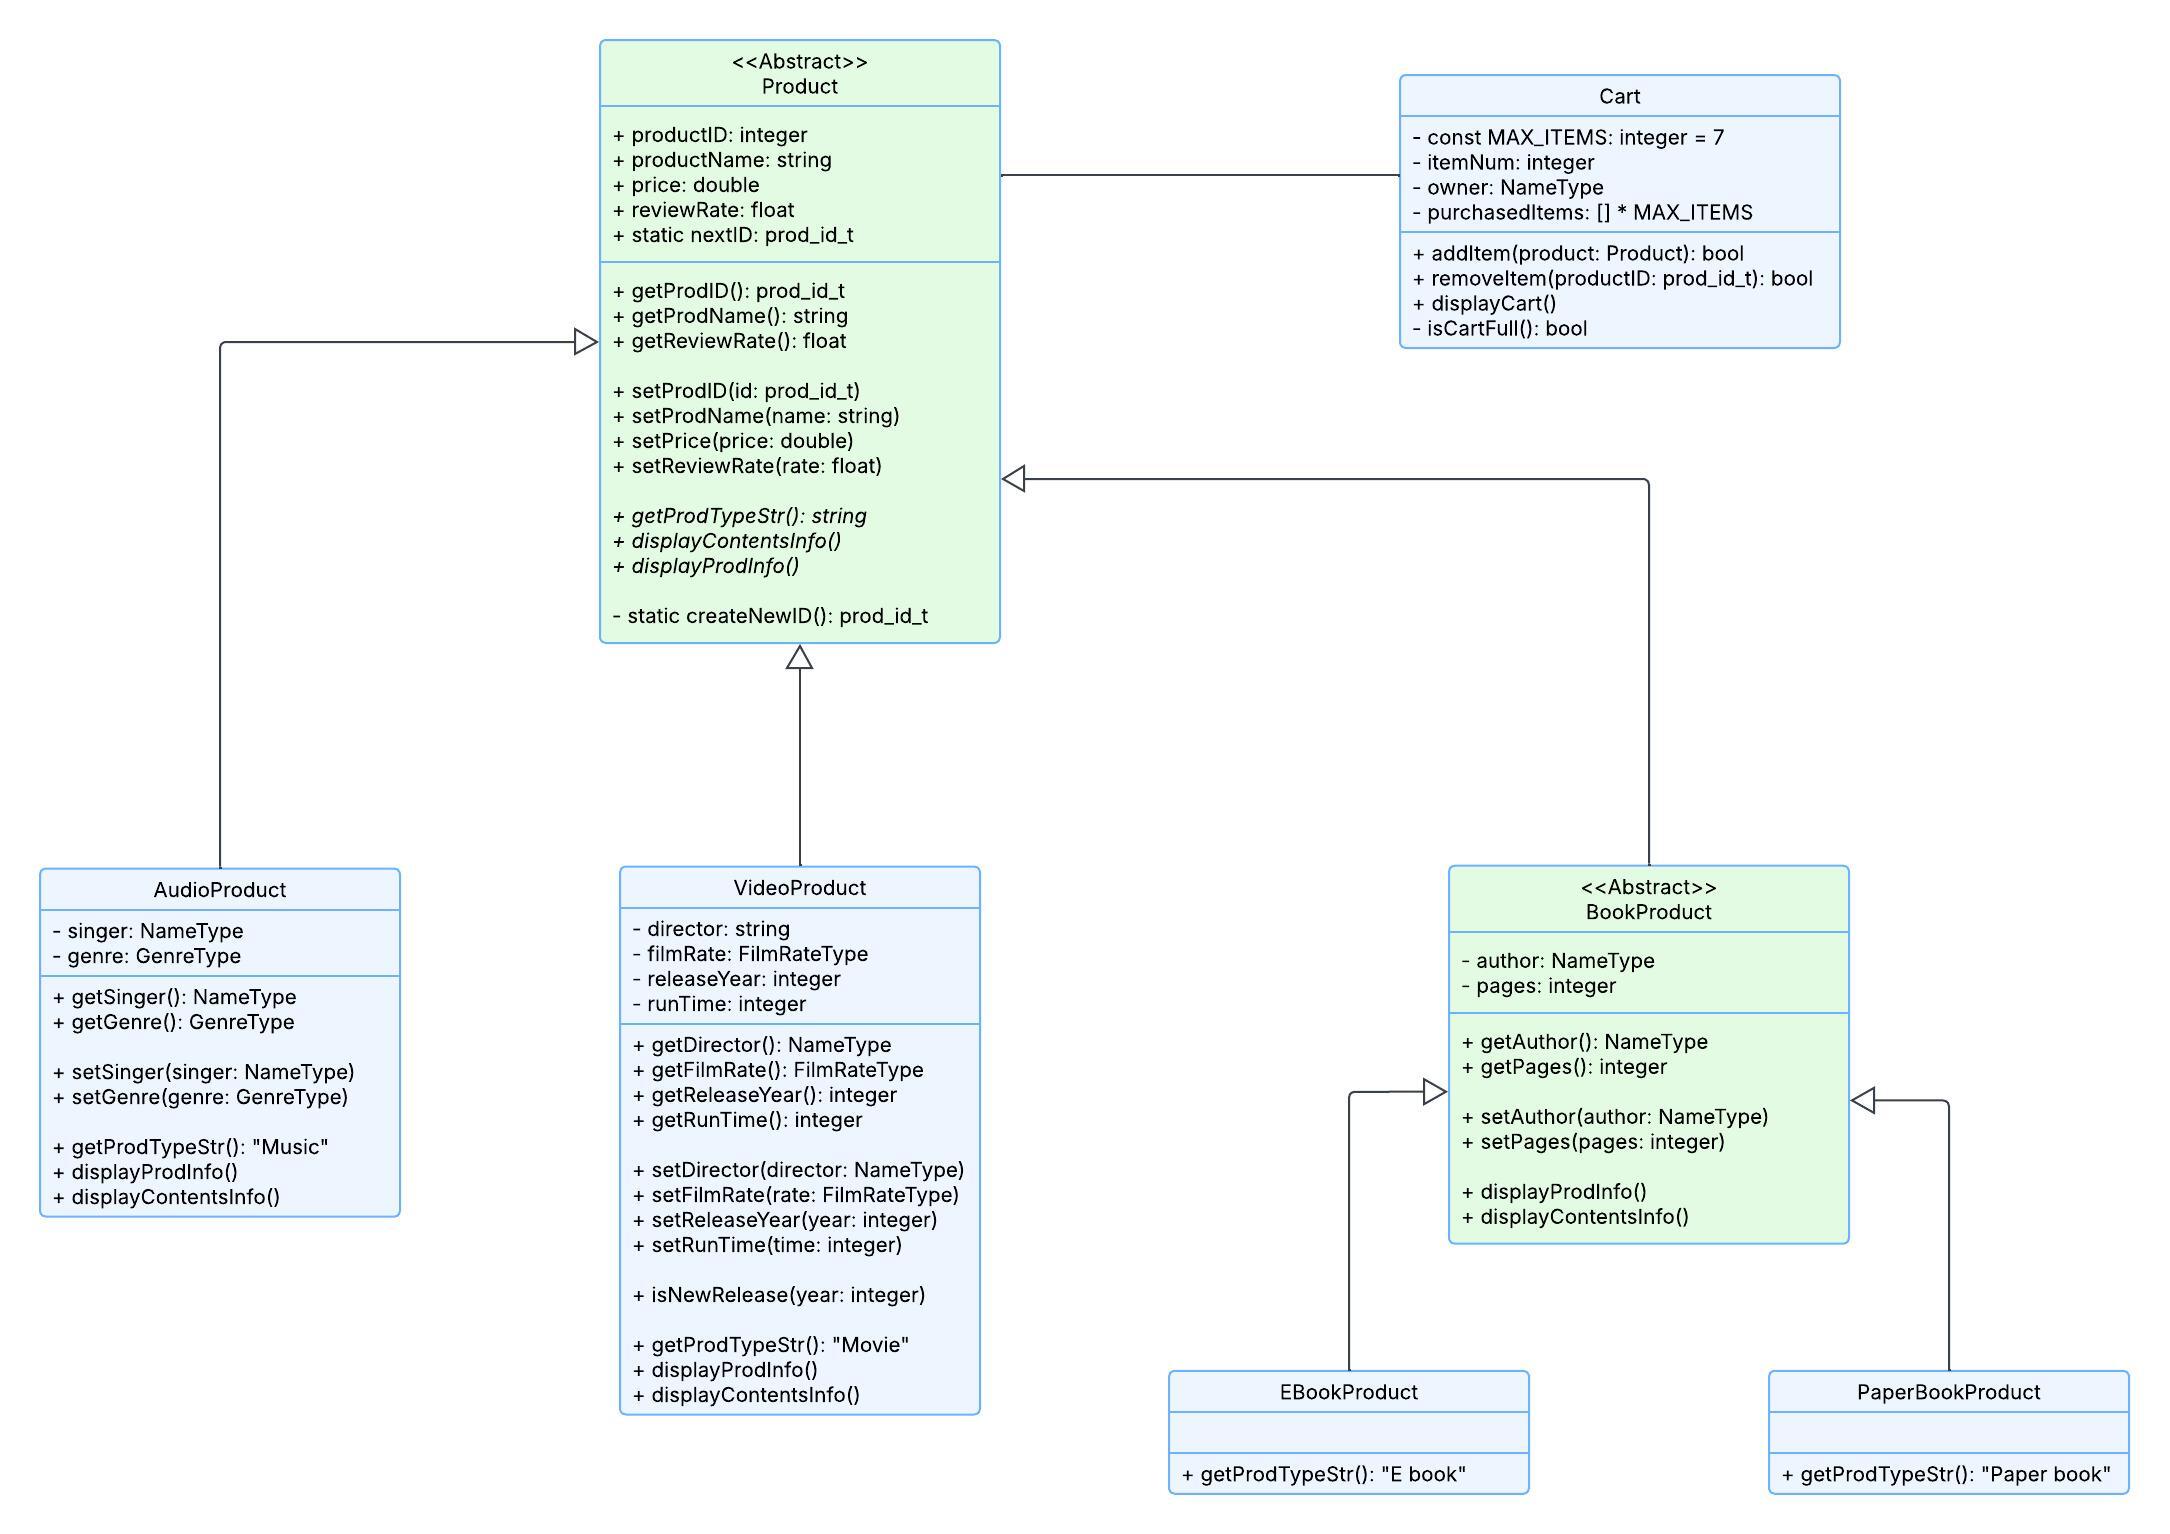 <<Abstract>>
Product
+ productID: integer
+ productName: string
+ price: double
+ reviewRate: float
+ static nextID: prod_id_t
+ getProdID(): prod_id_t
+ getProdName(): string
+ getReviewRate(): float
+ setProdID(id: prod_id_t)
+ setProdName(name: string)
+ setPrice(price: double)
+ setReviewRate(rate: float)
+ getProdTypeStr(): string
+ displayContentsInfo()
+ displayProdInfo()
- static createNewID(): prod_id_t
Cart
- const MAX_ITEMS: integer = 7
- itemNum: integer
- owner: NameType
- purchasedItems: [] * MAX_ITEMS
+ addItem(product: Product): bool
+ removeItem(productID: prod_id_t): bool
+ displayCart()
- isCartFull(): bool
AudioProduct
- singer: NameType
- genre: GenreType
+ getSinger(): NameType
+ getGenre(): GenreType
+ setSinger(singer: NameType)
+ setGenre(genre: GenreType)
+ getProdTypeStr(): "Music"
+ displayProdInfo()
+ displayContentsInfo()
VideoProduct
- director: string
- filmRate: FilmRateType
- releaseYear: integer
- runTime: integer
+ getDirector(): NameType
+ getFilmRate(): FilmRateType
+ getReleaseYear(): integer
+ getRunTime(): integer
+ setDirector(director: NameType)
+ setFilmRate(rate: FilmRateType)
+ setReleaseYear(year: integer)
+ setRunTime(time: integer)
+ isNewRelease(year: integer)
+ getProdTypeStr(): "Movie"
+ displayProdInfo()
+ displayContentsInfo()
<<Abstract>>
BookProduct
- author: NameType
- pages: integer
+ getAuthor(): NameType
+ getPages(): integer
+ setAuthor(author: NameType)
+ setPages(pages: integer)
+ displayProdInfo()
+ displayContentsInfo()
EBookProduct
+ getProdTypeStr(): "E book"
PaperBookProduct
+ getProdTypeStr(): "Paper book"